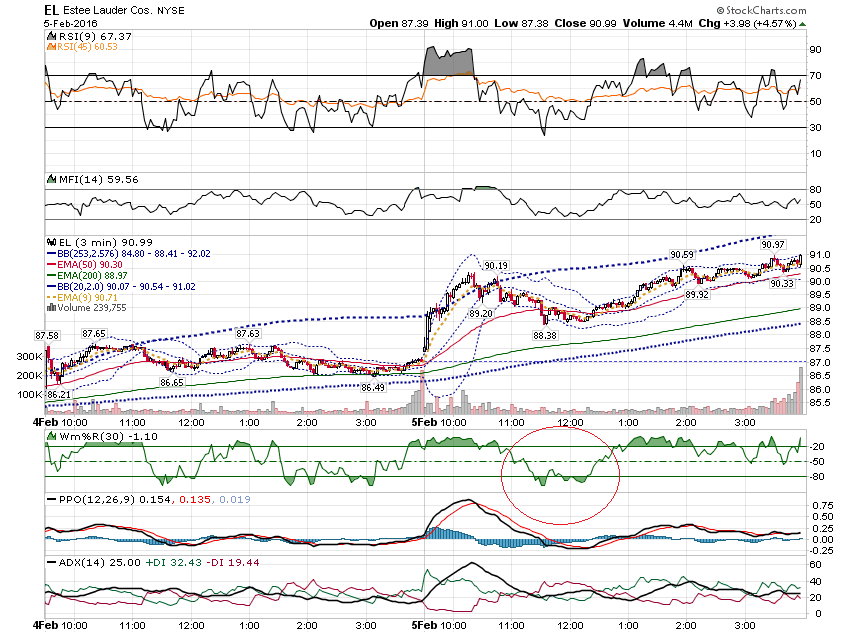 EL Estee Lauder Cos. NYSE © StockCharts.com
5-Feb-2016 Open 87.39 High 91.00 Low 87.38 Close 90.99 Volume 4.4M Chg +3.98 (+4.57%)
RSI(9) 67.37
RSI(45) 60.53
90
70
50
30
10
MFI(14) 59.56
80
50
20
EL (3 min) 90.99
BB(253,2.576) 84.80 - 88.41 - 92.02
EMA(50) 90.30
EMA(200) 88.97
BB(20,2.0) 90.07 - 90.54 - 91.02
EMA(9) 90.71
Volume 239,755
90.97
90.59
90.19
90.33
89.92
89.20
88.38
87.58
87.65
87.63
86.65
86.49
86.21
91.0
90.5
90.0
89.5
89.0
88.5
88.0
87.5
87.0
86.5
86.0
85.5
300K
200K
100K
4Feb 10:00 11:00 12:00 1:00 2:00 3:00 5Feb 10:00 11:00 12:00 1:00 2:00 3:00
Wm%R(30) -1.10
-20
-50
-80
PPO(12,26,9) 0.154, 0.135, 0.019
0.75
0.50
0.25
0.00
-0.25
ADX(14) 25.00 +DI 32.43 -DI 19.44
60
40
20
0
4Feb 10:00 11:00 12:00 1:00 2:00 3:00 5Feb 10:00 11:00 12:00 1:00 2:00 3:00